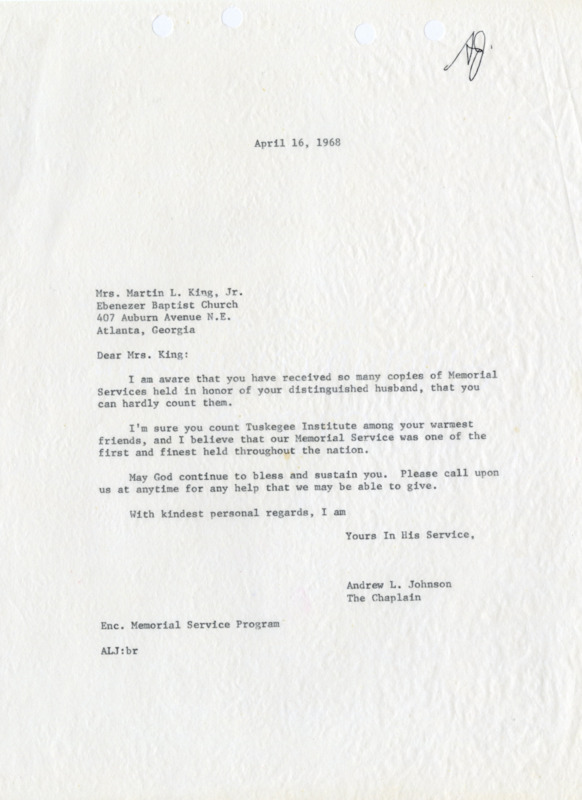 April 16, 1968
Mrs. Martin L. King, Jr.
Ebenezer Baptist Church
407 Auburn Avenue N.E.
Atlanta, Georgia
Dear Mrs. King:
I am aware that you have received so many copies of Memorial
Services held in honor of your distinguished husband, that you
can hardly count them.
I'm sure you count Tuskegee Institute among your warmest
friends, and I believe that our Memorial Service was one of the
first and finest held throughout the nation.
May God continue to bless and sustain you. Please call upon
us at anytime for any help that we may be able to give.
With kindest personal regards, I am
Yours In His Service,
Andrew L. Johnson
The Chaplain
Enc. Memorial Service Program
ALJ:br